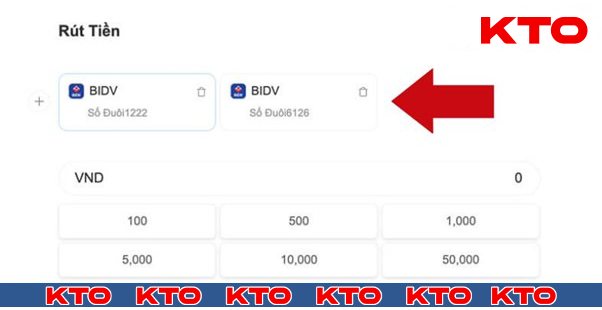 Rút Tiền
KTO
BIDV
Số Đuôi1222
BIDV
Số Đuôi6126
+
VND 0
100 500 1,000
5,000 10,000 50,000
KTO KTO KTO KTO KTO KTO